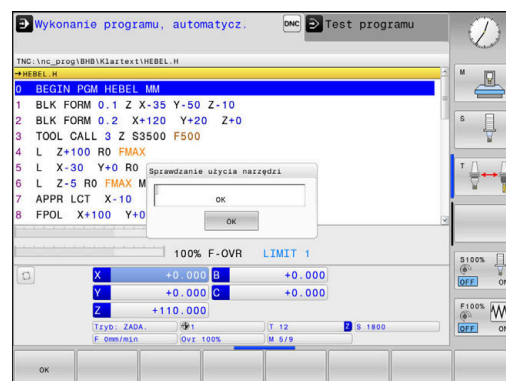 Wykonanie programu, automatycz.
DNC
Test programu
TNC:\nc_prog\BHB\Klartext\HEBEL.H
→HEBEL.H
0 BEGIN PGM HEBEL MM
1 BLK FORM 0.1 Z X-35 Y-50 Z-10
2 BLK FORM 0.2 X+120 Y+20 Z+0
3 TOOL CALL 3 Z S3500 F500
4 L Z+100 R0 FMAX
5 L X-30 Y+0 R0
6 L Z-5 R0 FMAX M
7 APPR LCT X-10
8 FPOL X+100 Y+0
Sprawdzanie użycia narzędzi
OK
OK
100% F-OVR LIMIT 1
X +0.000 B +0.000
Y +0.000 C +0.000
Z +110.000
Tryb: ZADA. 1 T 12 Z S 1800
F 0mm/min Ovr 100% M 5/9
OK
M
S
T
S100%
OFF ON
F100%
OFF ON